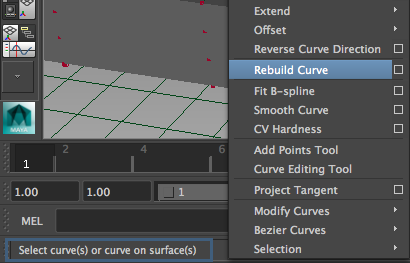 Extend
Offset
Reverse Curve Direction
Rebuild Curve
Fit B-spline
Smooth Curve
CV Hardness
Add Points Tool
Curve Editing Tool
Project Tangent
Modify Curves
Bezier Curves
Selection
MAYA
2 4 6
1
1.00 1.00 1
MEL
Select curve(s) or curve on surface(s)